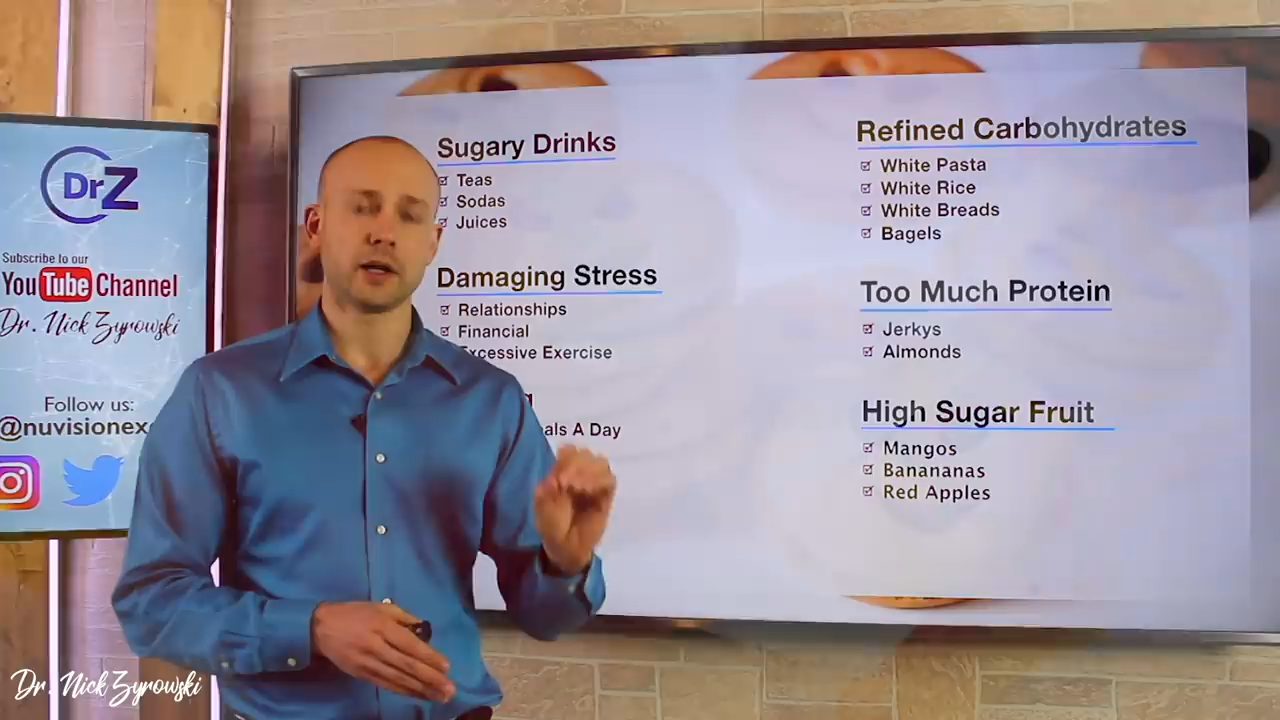 DrZ
Subscribe to our
YouTube Channel
Dr. Nick Zyrowski
Follow us:
Sugary Drinks
Teas
Sodas
Juices
Damaging Stress
Relationships
Financial
Excessive Exercise
A Day
Refined Carbohydrates
White Pasta
White Rice
White Breads
Bagels
Too Much Protein
Jerkys
Almonds
High Sugar Fruit
Mangos
Banananas
Red Apples
Dr. Nick Zyrowski